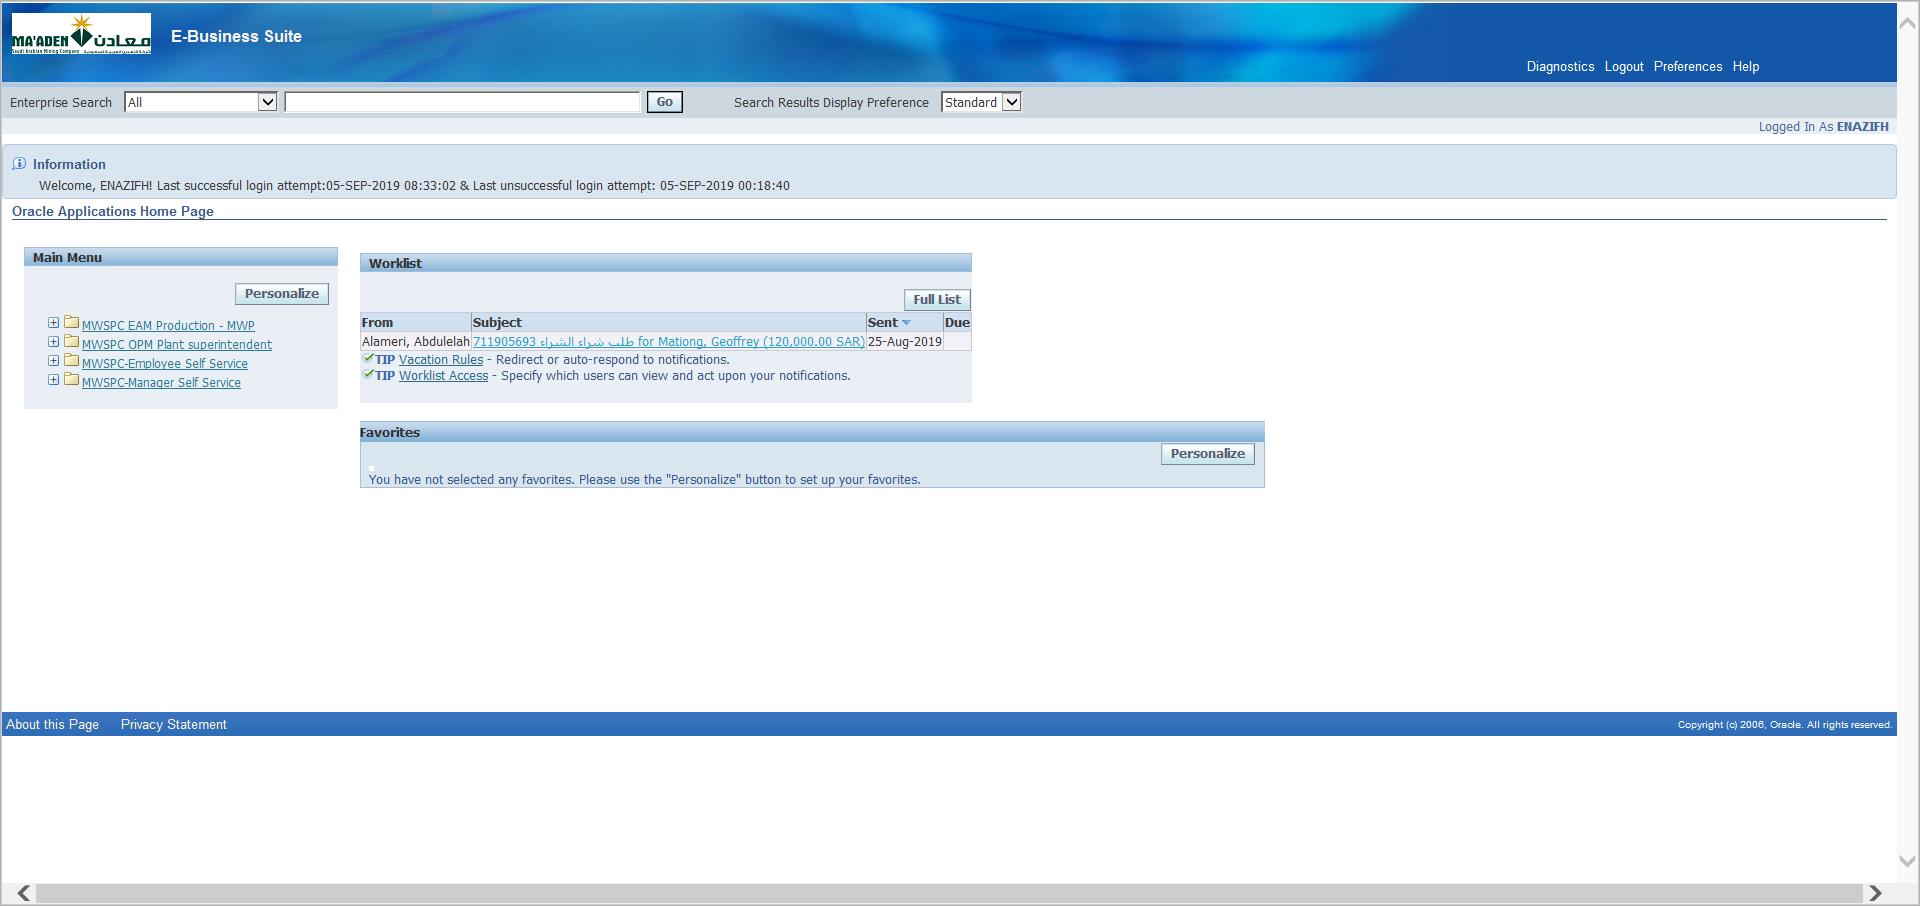 MA'ADEN معادن
Saudi Arabian Mining Company
E-Business Suite
Diagnostics Logout Preferences Help
Enterprise Search All Go Search Results Display Preference Standard
Logged In As ENAZIFH
Information
Welcome, ENAZIFH! Last successful login attempt:05-SEP-2019 08:33:02 & Last unsuccessful login attempt: 05-SEP-2019 00:18:40
Oracle Applications Home Page
Main Menu
Personalize
MWSPC EAM Production - MWP
MWSPC OPM Plant superintendent
MWSPC-Employee Self Service
MWSPC-Manager Self Service
Worklist
Full List
From Subject Sent Due
Alameri, Abdulelah 711905693 طلب شراء الشراء for Mationg, Geoffrey (120,000.00 SAR) 25-Aug-2019
TIP Vacation Rules - Redirect or auto-respond to notifications.
TIP Worklist Access - Specify which users can view and act upon your notifications.
Favorites
Personalize
You have not selected any favorites. Please use the "Personalize" button to set up your favorites.
About this Page Privacy Statement Copyright (c) 2006, Oracle. All rights reserved.